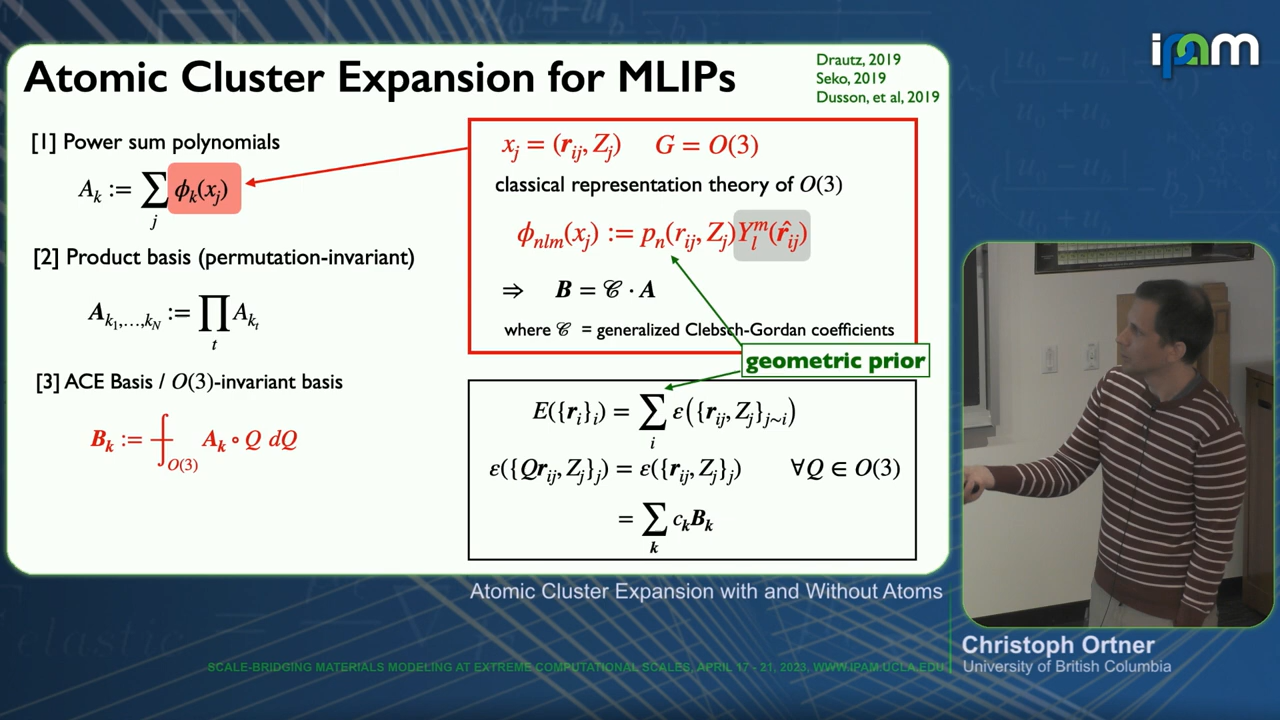 ipam
Atomic Cluster Expansion for MLIPs
Drautz, 2019
Seko, 2019
Dusson, et al, 2019
[1] Power sum polynomials
A_k := ∑_j ϕ_k(x_j)
[2] Product basis (permutation-invariant)
A_{k_1,…,k_N} := ∏_t A_{k_t}
[3] ACE Basis / O(3)-invariant basis
B_k := ⨍_{O(3)} A_k ∘ Q dQ
x_j = (r_ij, Z_j) G = O(3)
classical representation theory of O(3)
ϕ_nlm(x_j) := p_n(r_ij, Z_j)Y_l^m(r̂_ij)
⇒ B = 𝒞 · A
where 𝒞 = generalized Clebsch-Gordan coefficients
geometric prior
E({r_i}_i) = ∑_i ε({r_ij, Z_j}_{j~i})
ε({Qr_ij, Z_j}_j) = ε({r_ij, Z_j}_j) ∀Q ∈ O(3)
= ∑_k c_k B_k
Atomic Cluster Expansion with and Without Atoms
Christoph Ortner
University of British Columbia
SCALE-BRIDGING MATERIALS MODELING AT EXTREME COMPUTATIONAL SCALES, APRIL 17 - 21, 2023, WWW.IPAM.UCLA.EDU
elastic